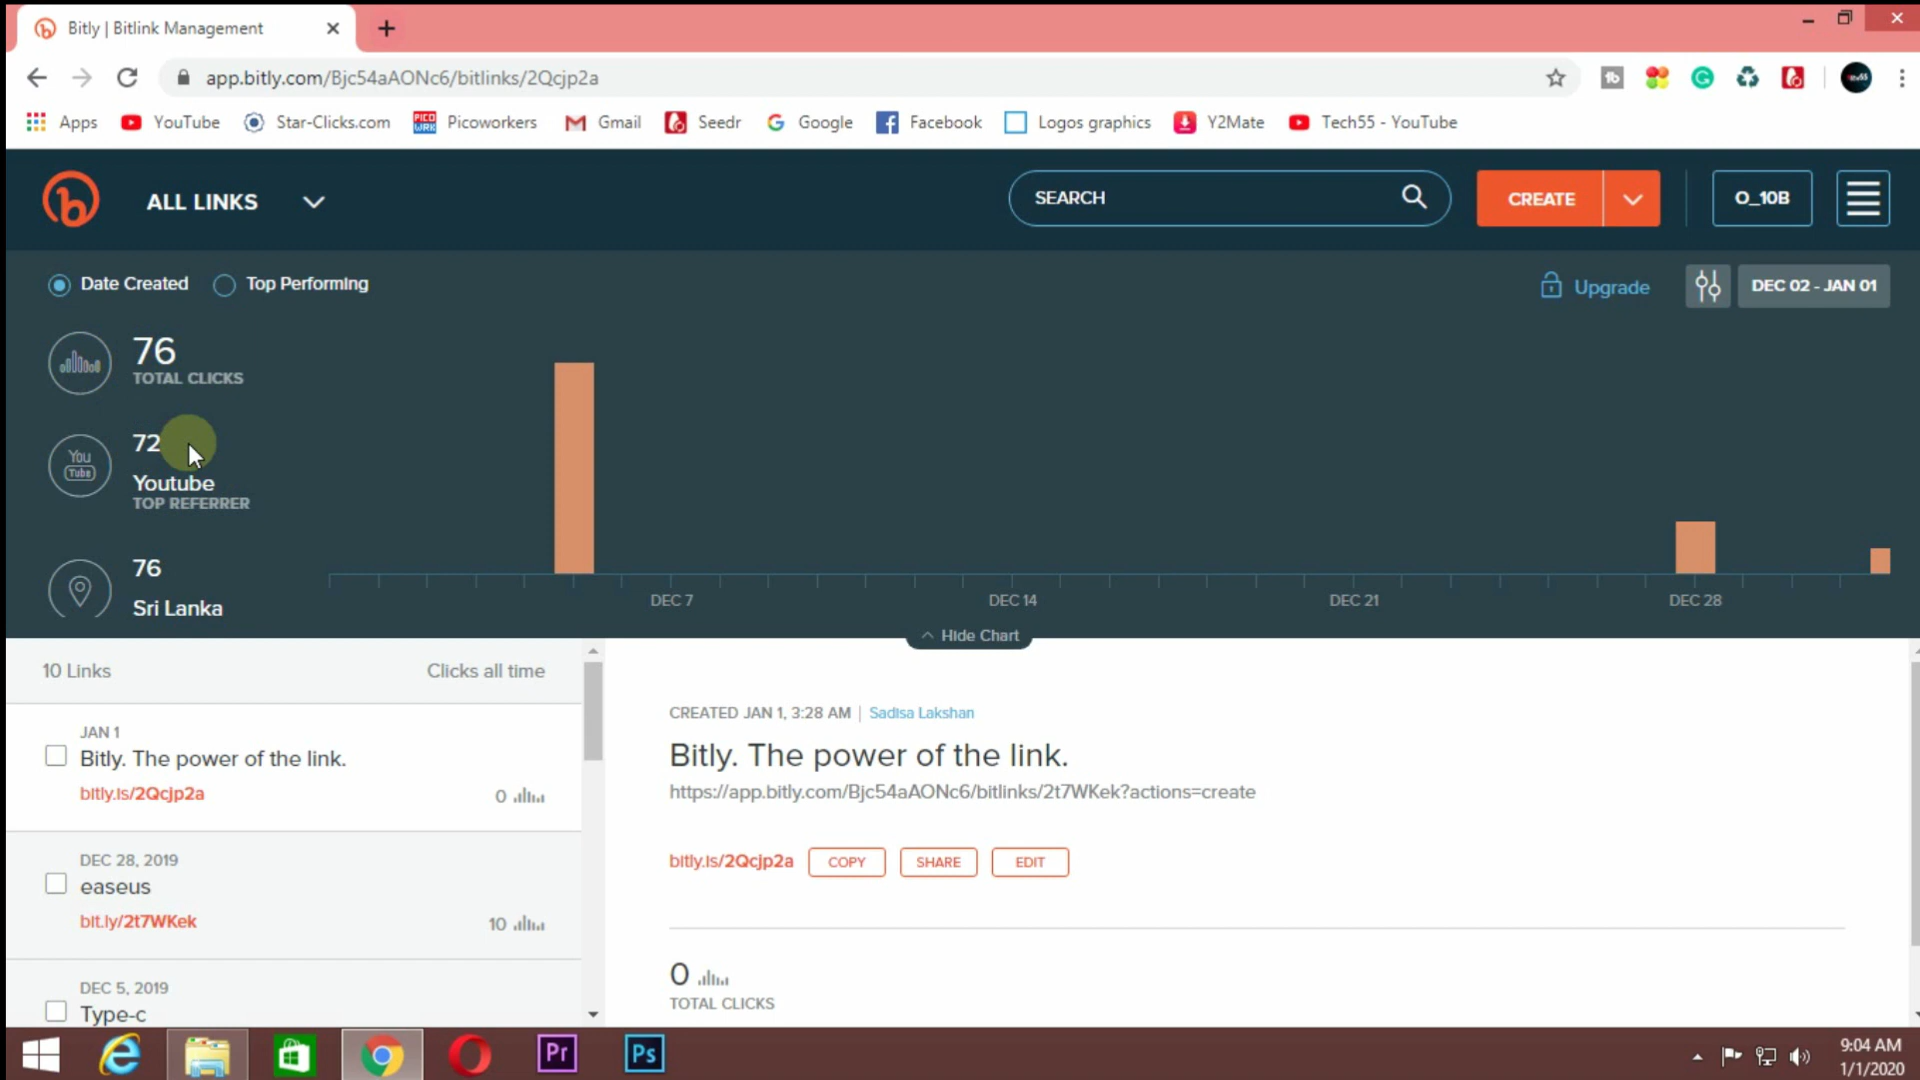 Bitly | Bitlink Management
app.bitly.com/Bjc54aAONc6/bitlinks/2Qcjp2a
Apps
YouTube
Star-Clicks.com
PICO WRK
Picoworkers
Gmail
Seedr
Google
Facebook
Logos graphics
Y2Mate
Tech55 - YouTube
ALL LINKS
SEARCH
CREATE
O_10B
Date Created
Top Performing
Upgrade
DEC 02 - JAN 01
76
TOTAL CLICKS
You Tube
72
Youtube
TOP REFERRER
76
Sri Lanka
DEC 7
DEC 14
DEC 21
DEC 28
Hide Chart
10 Links
Clicks all time
JAN 1
Bitly. The power of the link.
bitly.is/2Qcjp2a
0
DEC 28, 2019
easeus
bit.ly/2t7WKek
10
DEC 5, 2019
Type-c
CREATED JAN 1, 3:28 AM | Sadisa Lakshan
Bitly. The power of the link.
https://app.bitly.com/Bjc54aAONc6/bitlinks/2t7WKek?actions=create
bitly.is/2Qcjp2a
COPY
SHARE
EDIT
0
TOTAL CLICKS
Pr
Ps
9:04 AM
1/1/2020